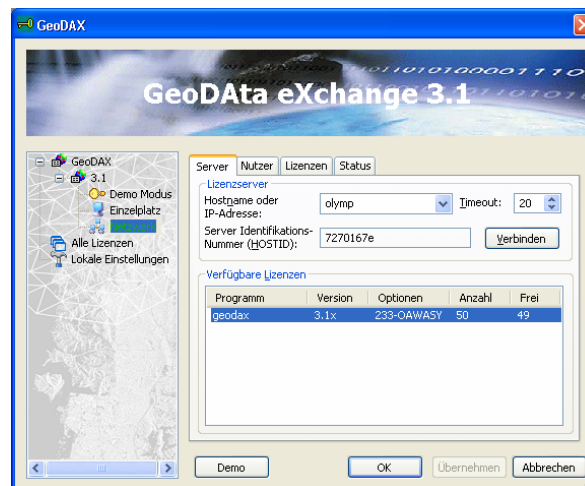 GeoDAX
GeoDAta eXchange 3.1
GeoDAX
3.1
Demo Modus
Einzelplatz
Alle Lizenzen
Lokale Einstellungen
Server Nutzer Lizenzen Status
Lizenzserver
Hostname oder
IP-Adresse:
olymp
Timeout: 20
Server Identifikations-
Nummer (HOSTID):
7270167e
Verbinden
Verfügbare Lizenzen
Programm Version Optionen Anzahl Frei
geodax 3.1x 233-OAWASY 50 49
Demo OK Übernehmen Abbrechen